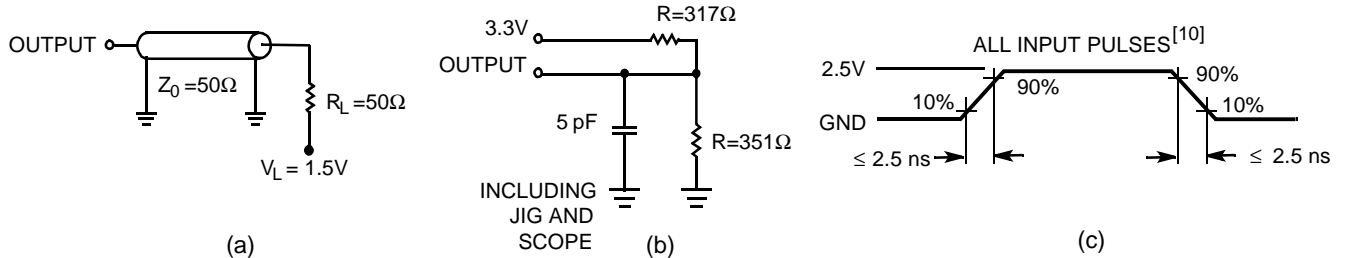 OUTPUT
Z0 =50Ω
RL = 50Ω
VL = 1.5V
(a)
R=317Ω
3.3V
OUTPUT
5 pF
R=351Ω
INCLUDING
JIG AND
SCOPE
(b)
ALL INPUT PULSES[10]
2.5V
90%
90%
10%
10%
GND
≤ 2.5 ns
≤ 2.5 ns
(c)